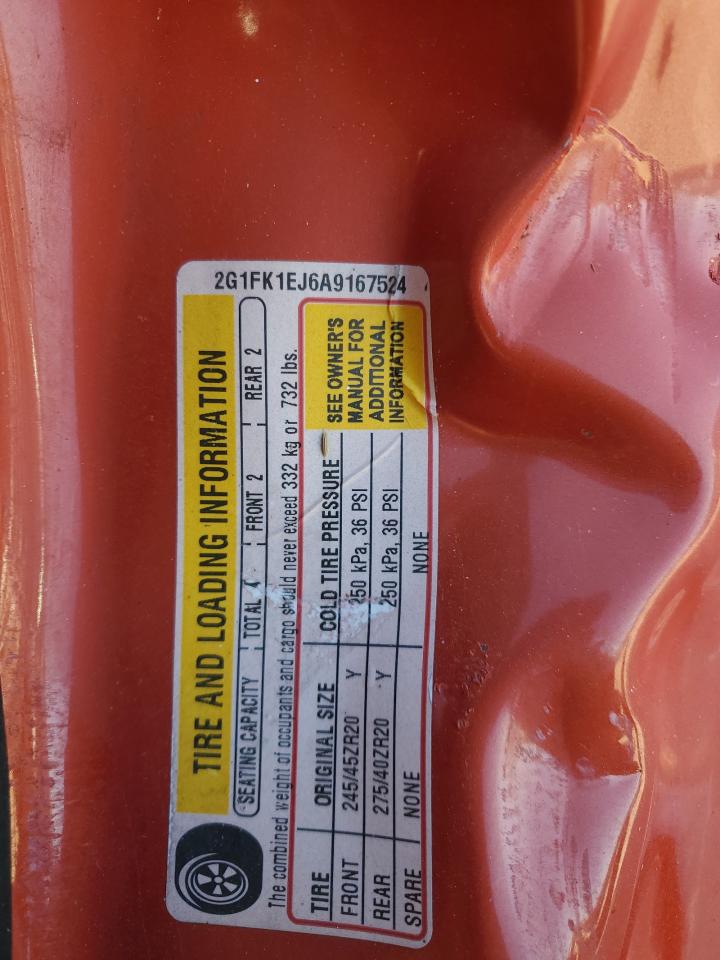 2G1FK1EJ6A9167524
TIRE AND LOADING INFORMATION
SEATING CAPACITY TOTAL 4 FRONT 2 REAR 2
The combined weight of occupants and cargo should never exceed 332 kg or 732 lbs.
TIRE ORIGINAL SIZE COLD TIRE PRESSURE
FRONT 245/45ZR20 Y 250 kPa, 36 PSI
REAR 275/40ZR20 Y 250 kPa, 36 PSI
SPARE NONE NONE
SEE OWNER'S
MANUAL FOR
ADDITIONAL
INFORMATION